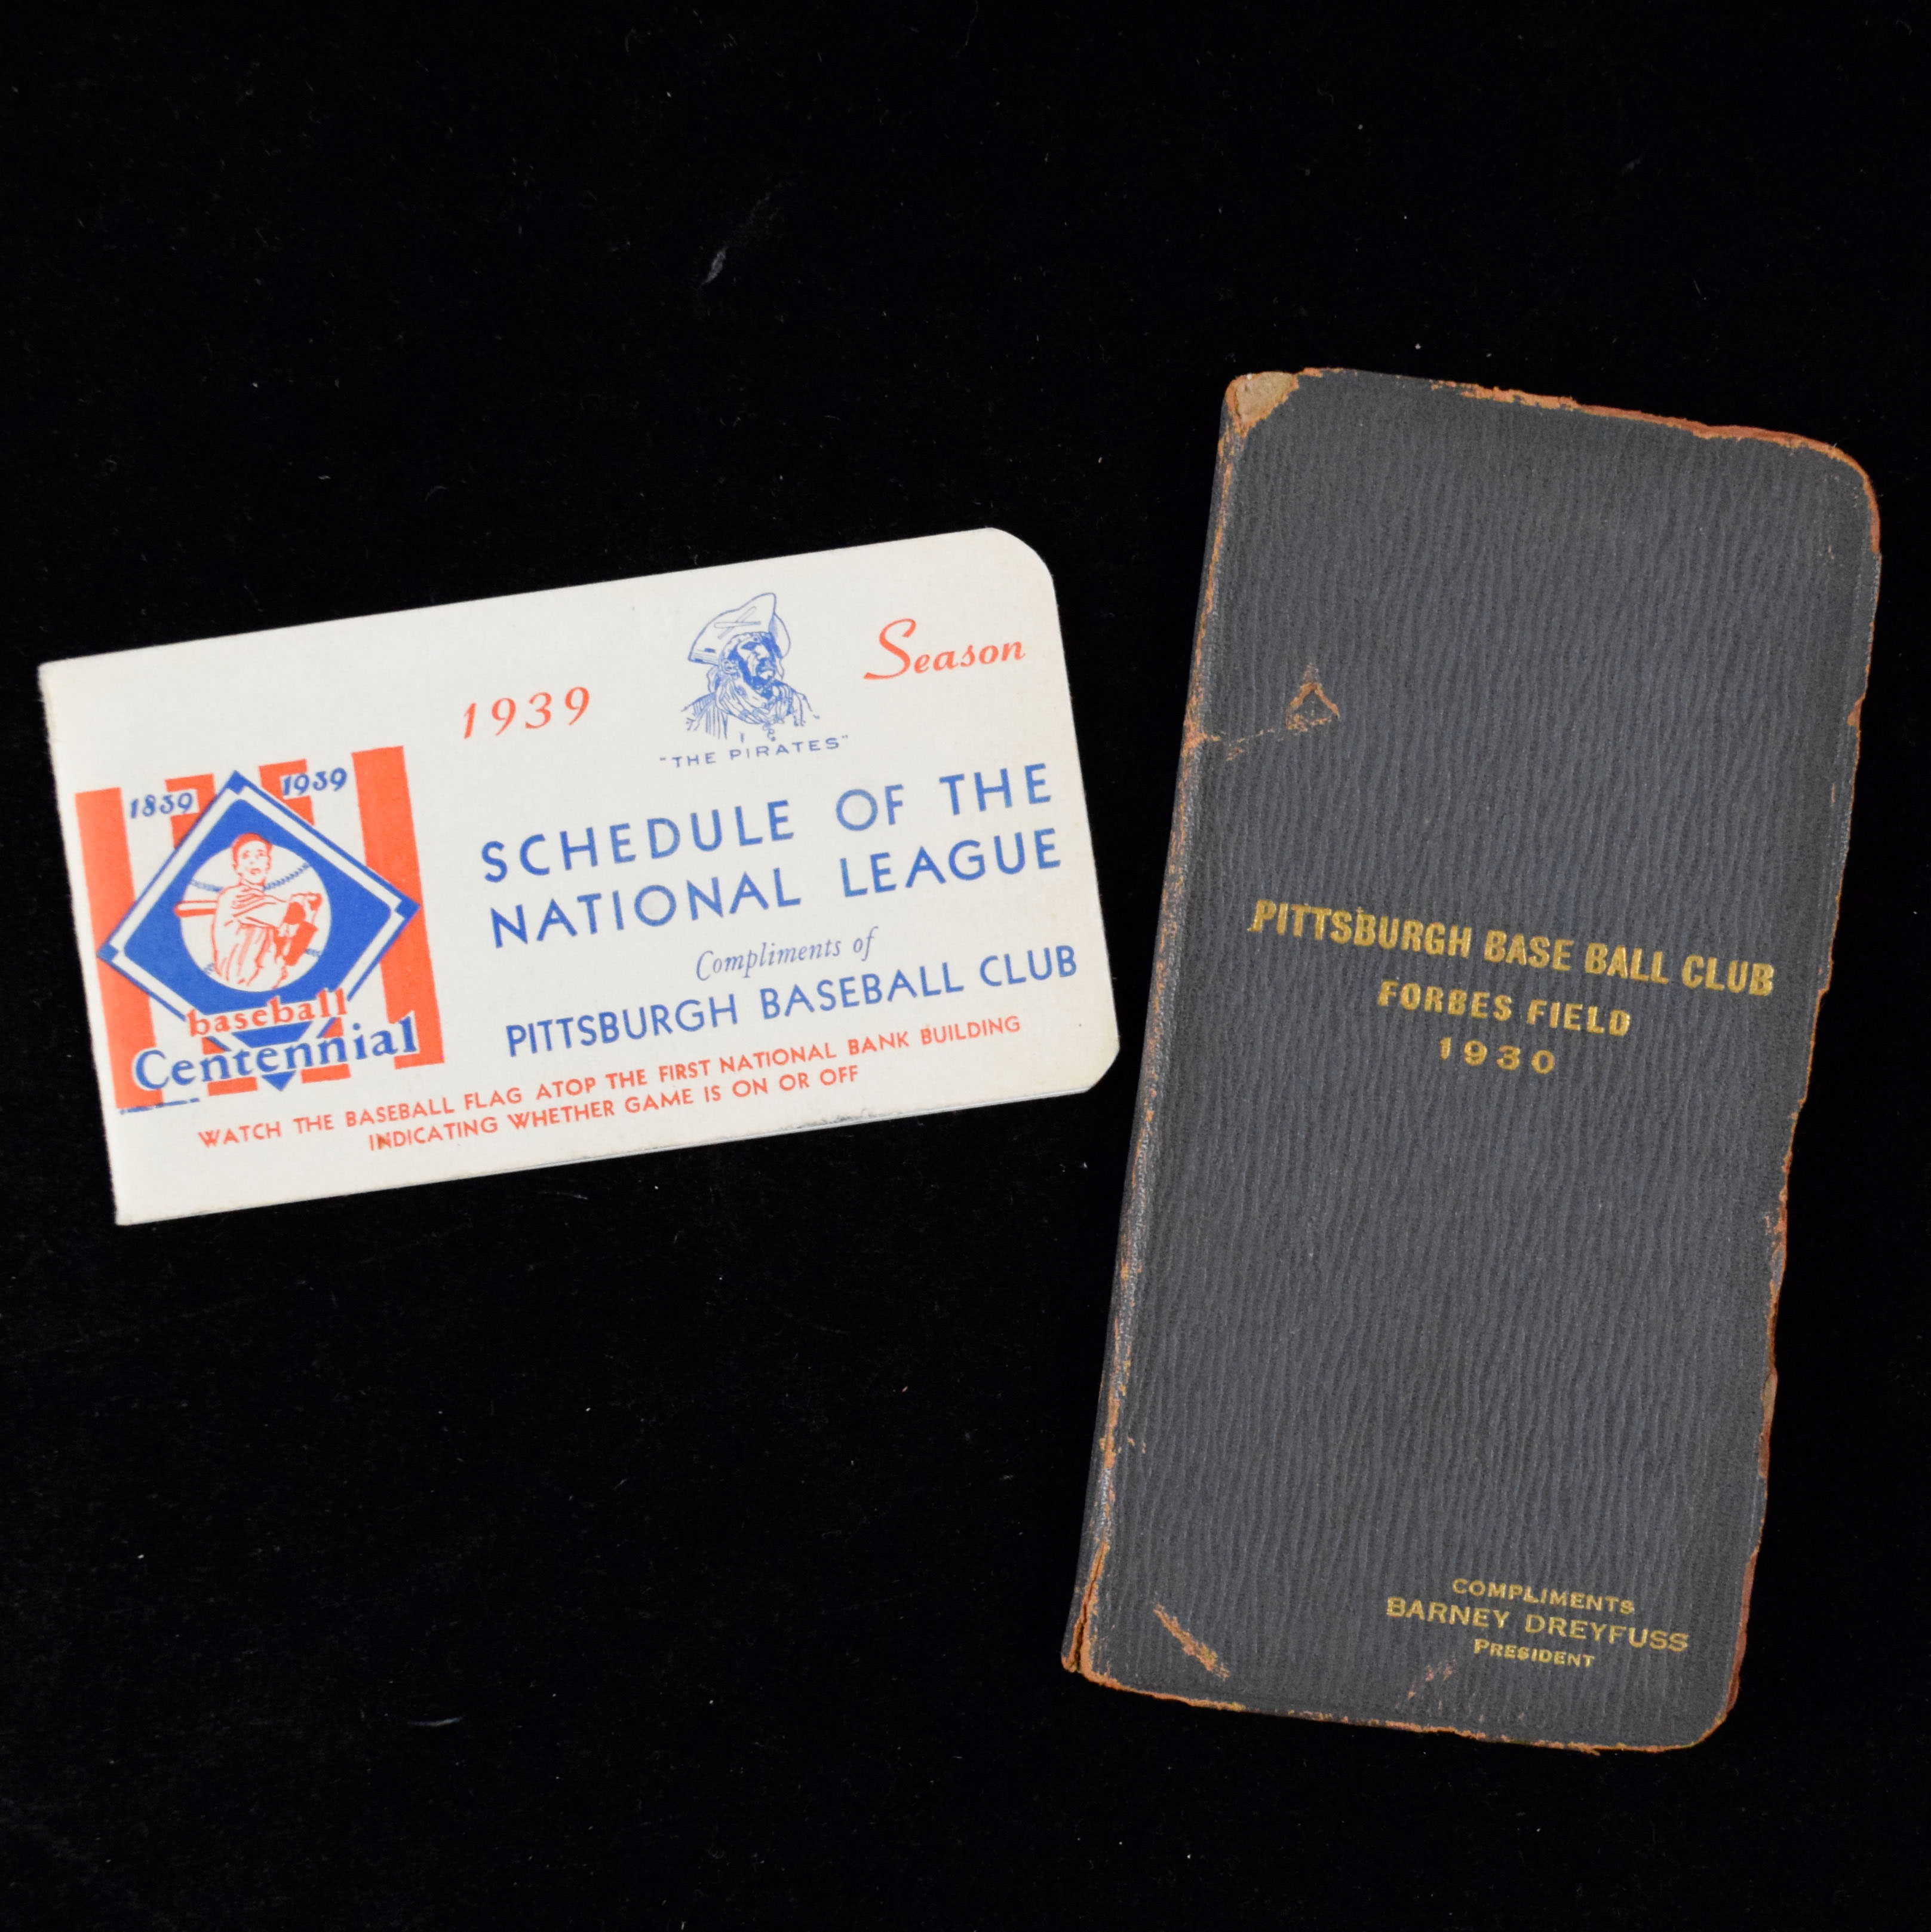 1939
Season
"THE PIRATES"
1839
1939
baseball
Centennial
SCHEDULE OF THE
NATIONAL LEAGUE
Compliments of
PITTSBURGH BASEBALL CLUB
WATCH THE BASEBALL FLAG ATOP THE FIRST NATIONAL BANK BUILDING
INDICATING WHETHER GAME IS ON OR OFF
PITTSBURGH BASE BALL CLUB
FORBES FIELD
1930
COMPLIMENTS
BARNEY DREYFUSS
PRESIDENT